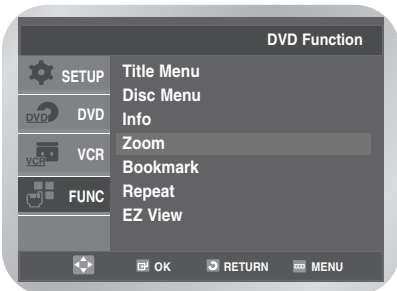 DVD Function
SETUP
DVD
DVD
VCR
VCR
FUNC
Title Menu
Disc Menu
Info
Zoom
Bookmark
Repeat
EZ View
OK
RETURN
MENU